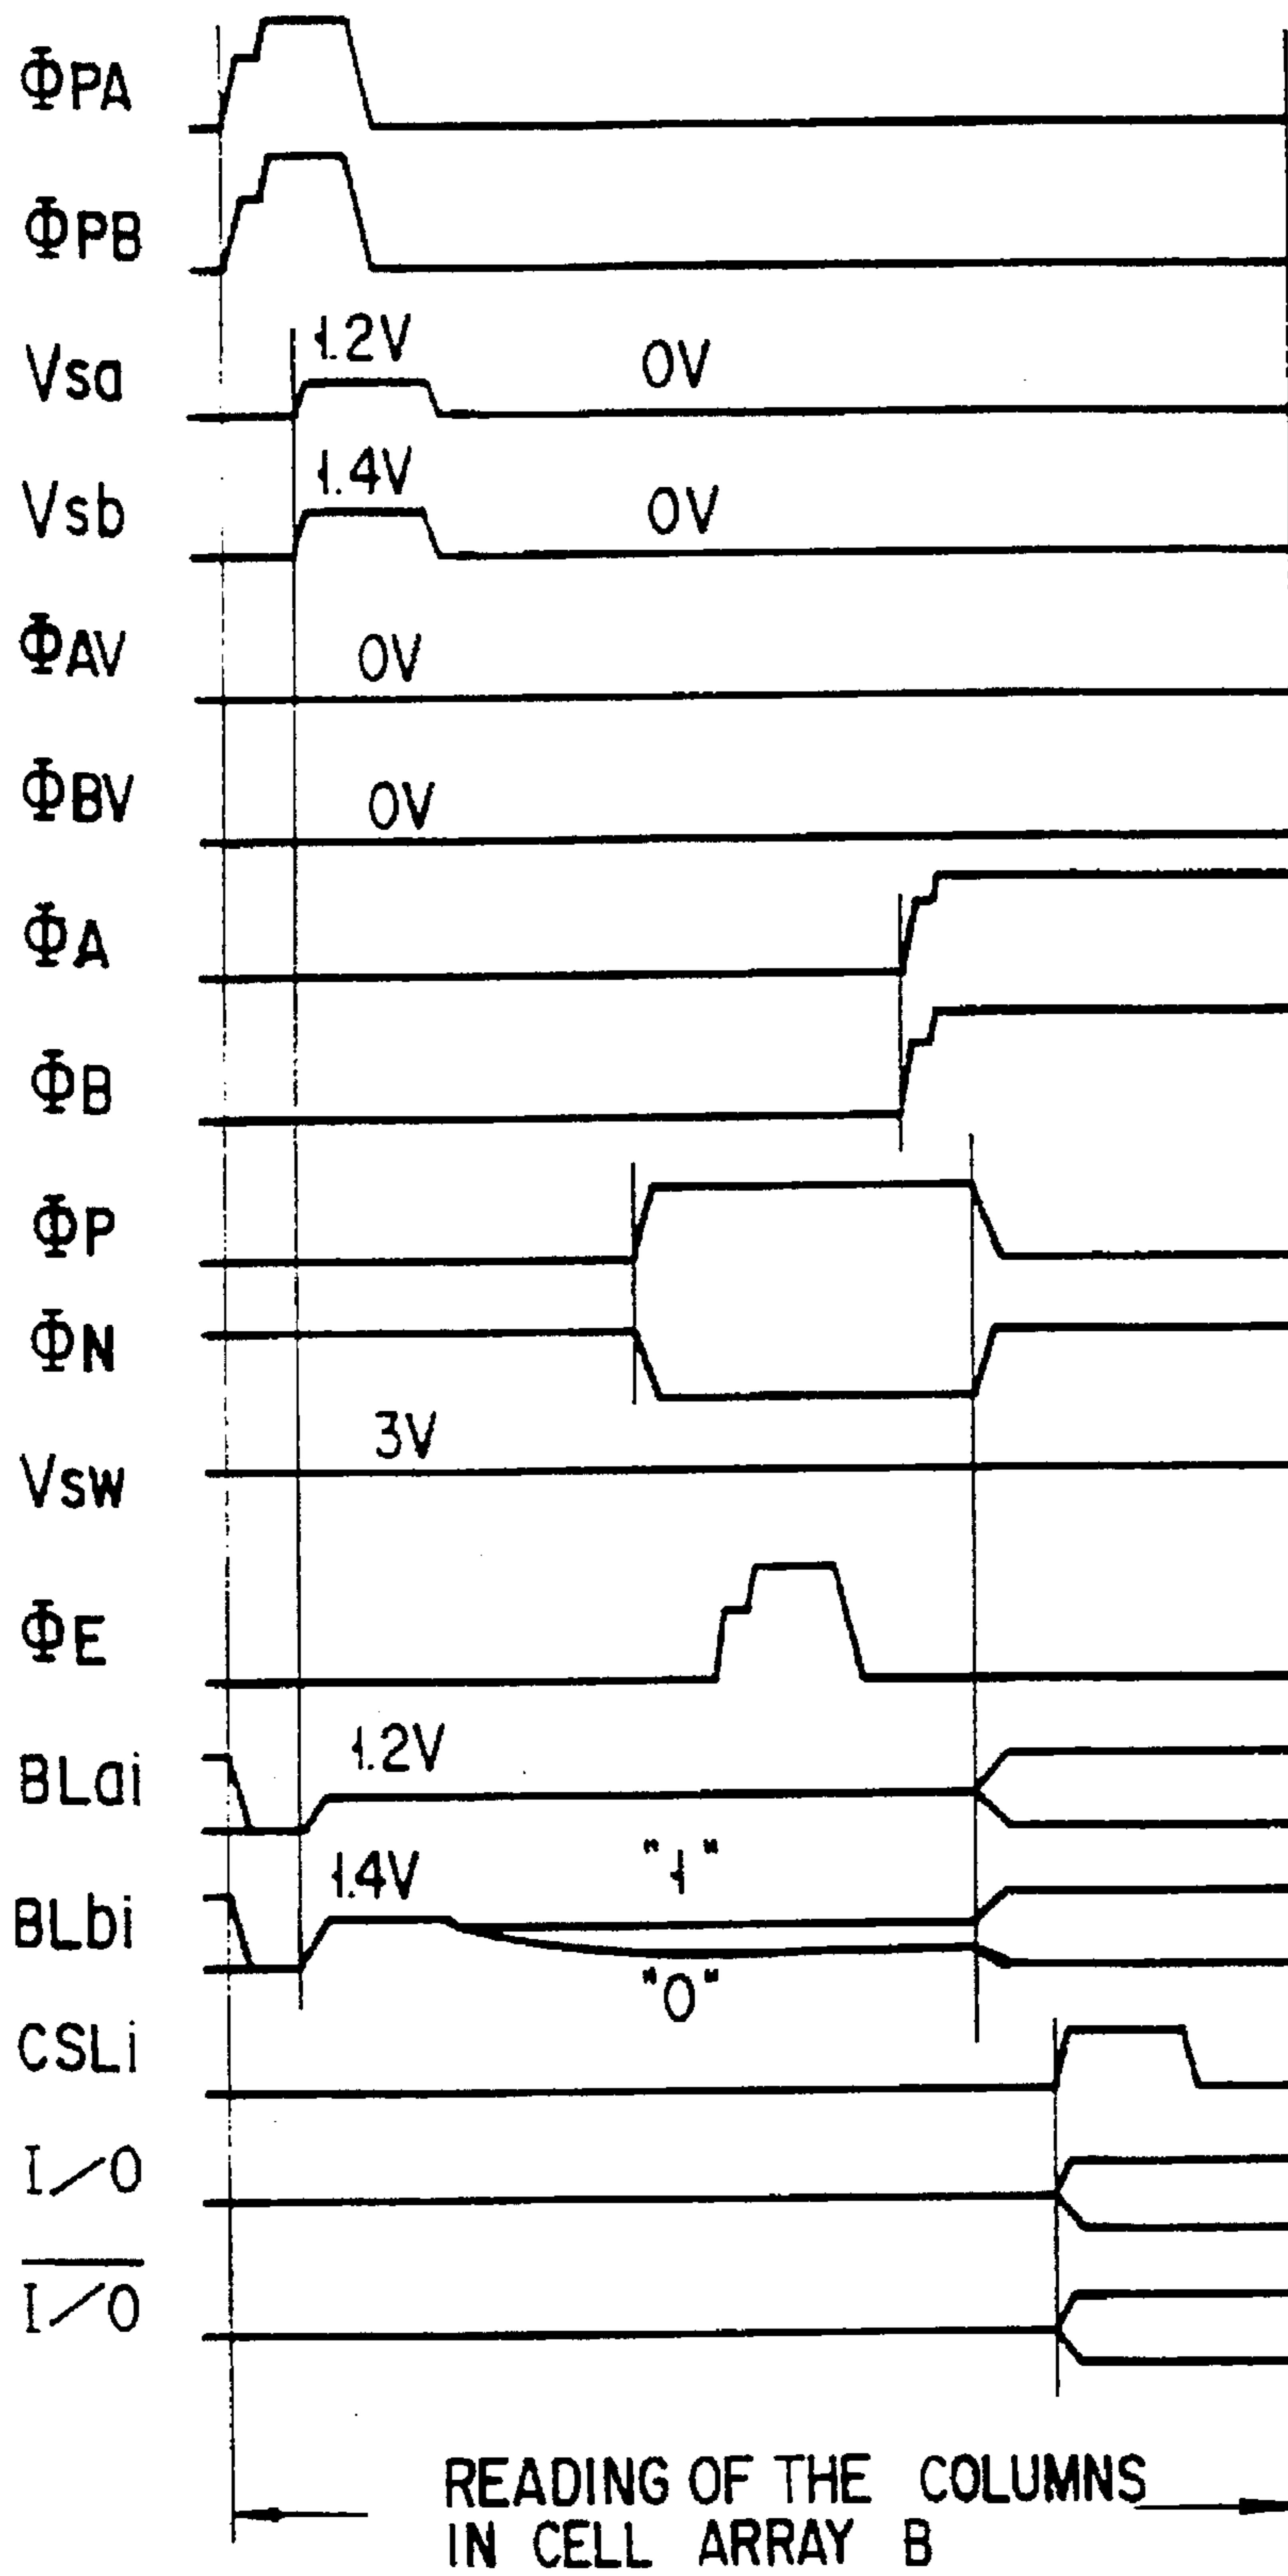 ΦPA
ΦPB
Vsa 1.2V 0V
Vsb 1.4V 0V
ΦAV 0V
ΦBV 0V
ΦA
ΦB
ΦP
ΦN
Vsw 3V
ΦE
BLai 1.2V
BLbi 1.4V "1"
"0"
CSLi
I/O
I/O
READING OF THE COLUMNS
IN CELL ARRAY B